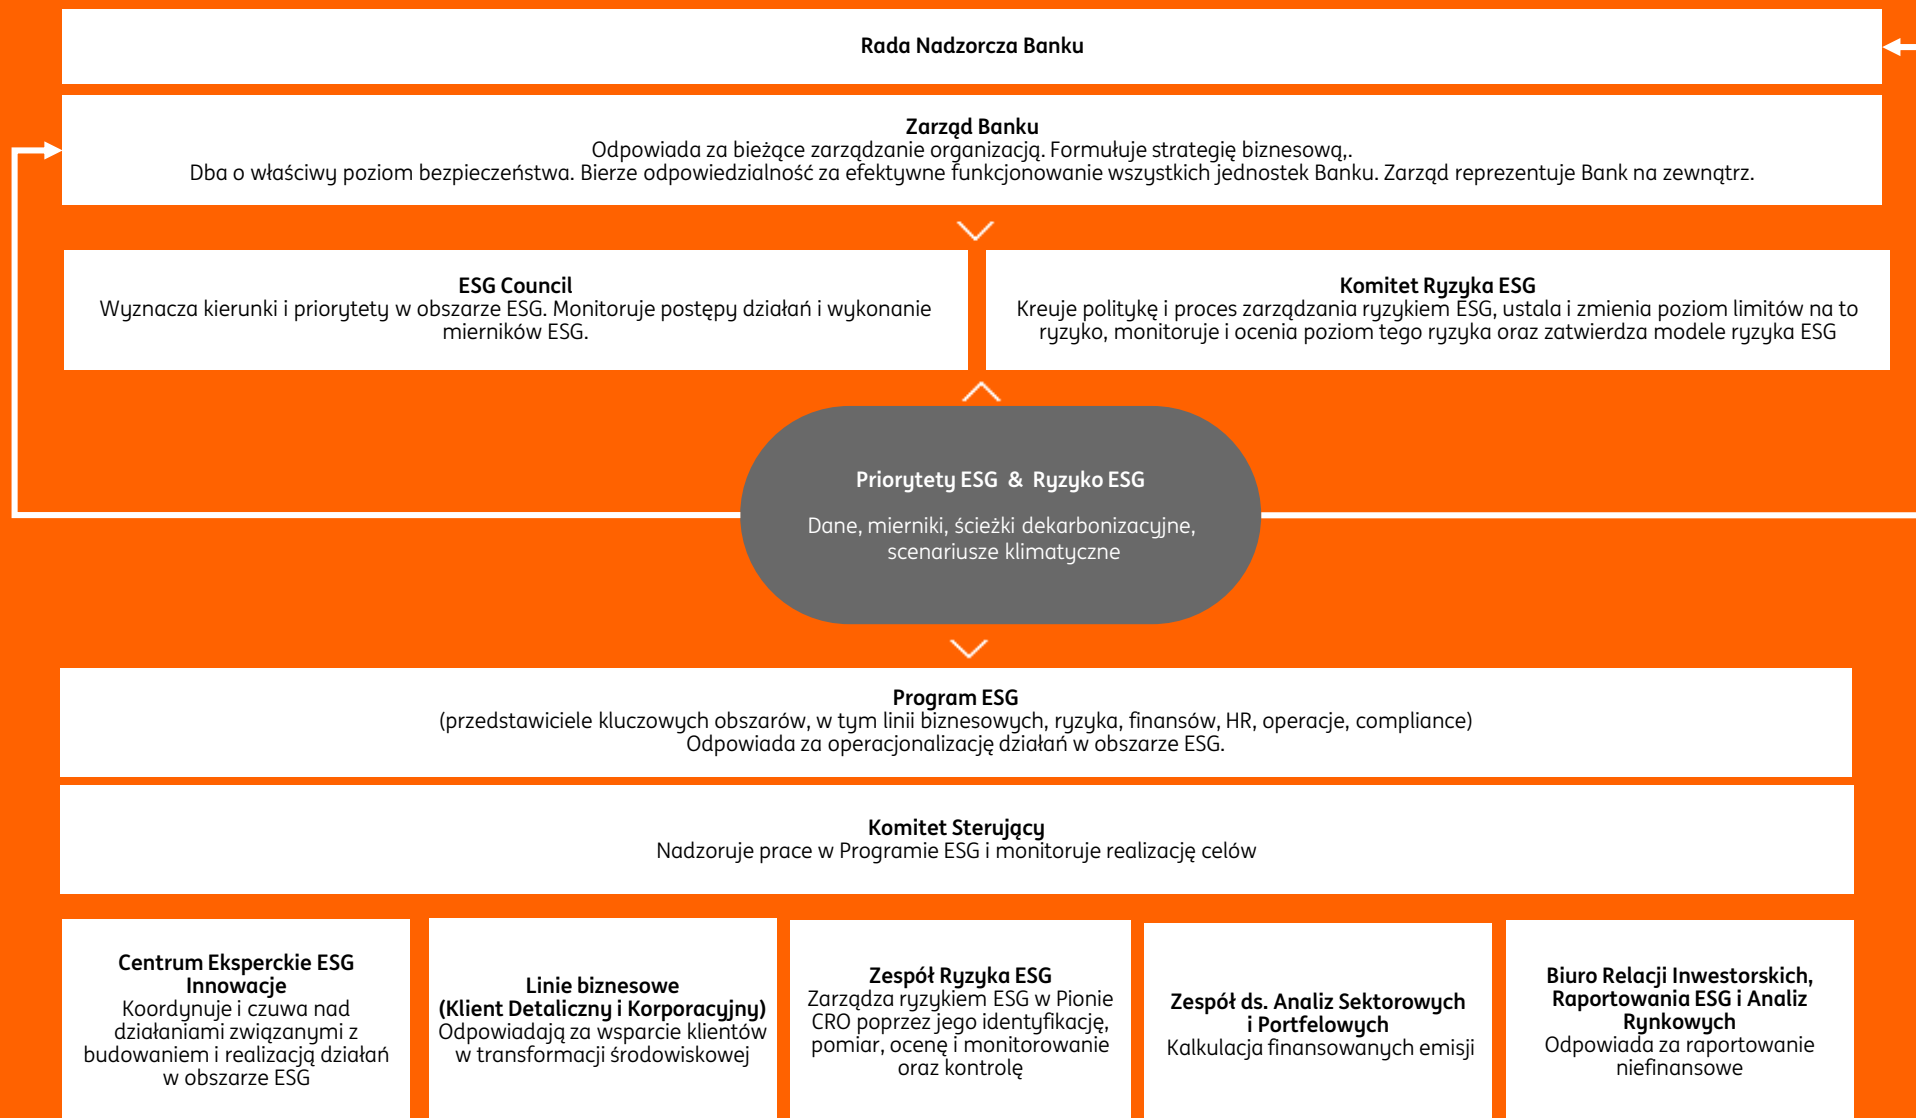 Rada Nadzorcza Banku
Zarząd Banku
Odpowiada za bieżące zarządzanie organizacją. Formułuje strategię biznesową,.
Dba o właściwy poziom bezpieczeństwa. Bierze odpowiedzialność za efektywne funkcjonowanie wszystkich jednostek Banku. Zarząd reprezentuje Bank na zewnątrz.
ESG Council
Wyznacza kierunki i priorytety w obszarze ESG. Monitoruje postępy działań i wykonanie
mierników ESG.
Komitet Ryzyka ESG
Kreuje politykę i proces zarządzania ryzykiem ESG, ustala i zmienia poziom limitów na to
ryzyko, monitoruje i ocenia poziom tego ryzyka oraz zatwierdza modele ryzyka ESG
Priorytety ESG & Ryzyko ESG
Dane, mierniki, ścieżki dekarbonizacyjne,
scenariusze klimatyczne
Program ESG
(przedstawiciele kluczowych obszarów, w tym linii biznesowych, ryzyka, finansów, HR, operacje, compliance)
Odpowiada za operacjonalizację działań w obszarze ESG.
Komitet Sterujący
Nadzoruje prace w Programie ESG i monitoruje realizację celów
Centrum Eksperckie ESG
Innowacje
Koordynuje i czuwa nad
działaniami związanymi z
budowaniem i realizacją działań
w obszarze ESG
Linie biznesowe
(Klient Detaliczny i Korporacyjny)
Odpowiadają za wsparcie klientów
w transformacji środowiskowej
Zespół Ryzyka ESG
Zarządza ryzykiem ESG w Pionie
CRO poprzez jego identyfikację,
pomiar, ocenę i monitorowanie
oraz kontrolę
Zespół ds. Analiz Sektorowych
i Portfelowych
Kalkulacja finansowanych emisji
Biuro Relacji Inwestorskich,
Raportowania ESG i Analiz
Rynkowych
Odpowiada za raportowanie
niefinansowe